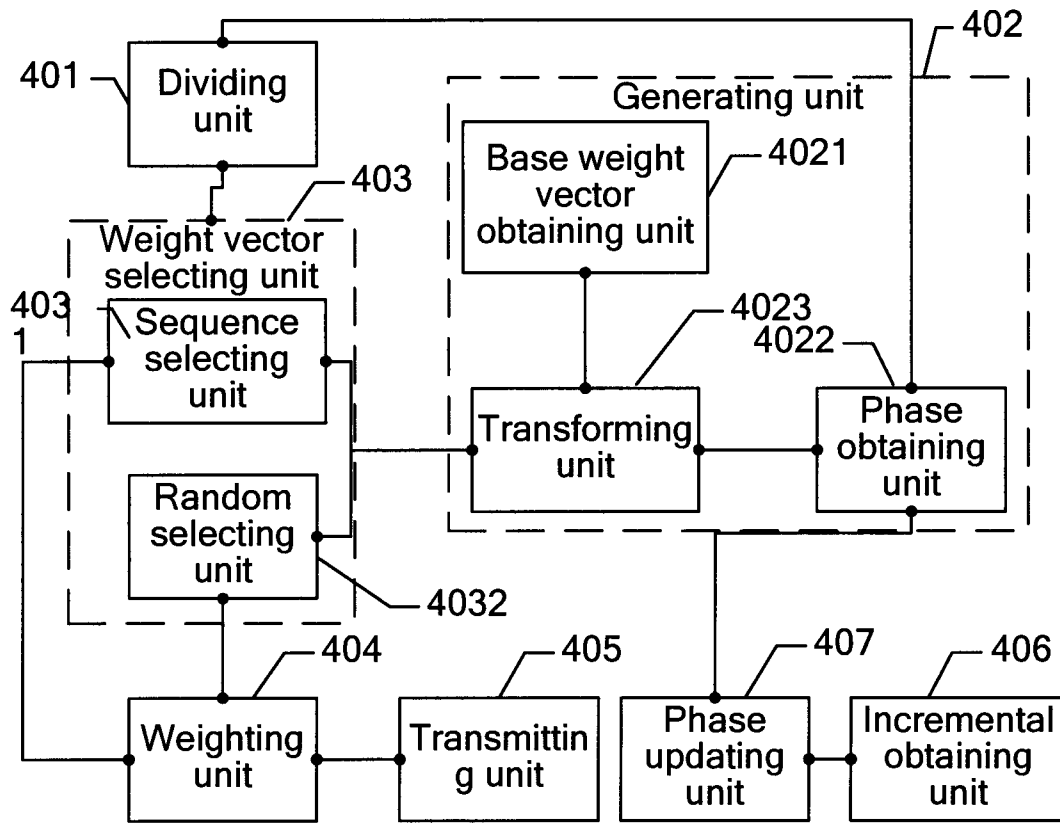 402
401
Dividing
unit
Generating unit
Base weight
vector
obtaining unit
4021
403
Weight vector
selecting unit
403
1
Sequence
selecting
unit
4023
4022
Transforming
unit
Phase
obtaining
unit
Random
selecting
unit
4032
404
405
407
406
Weighting
unit
Transmittin
g unit
Phase
updating
unit
Incremental
obtaining
unit